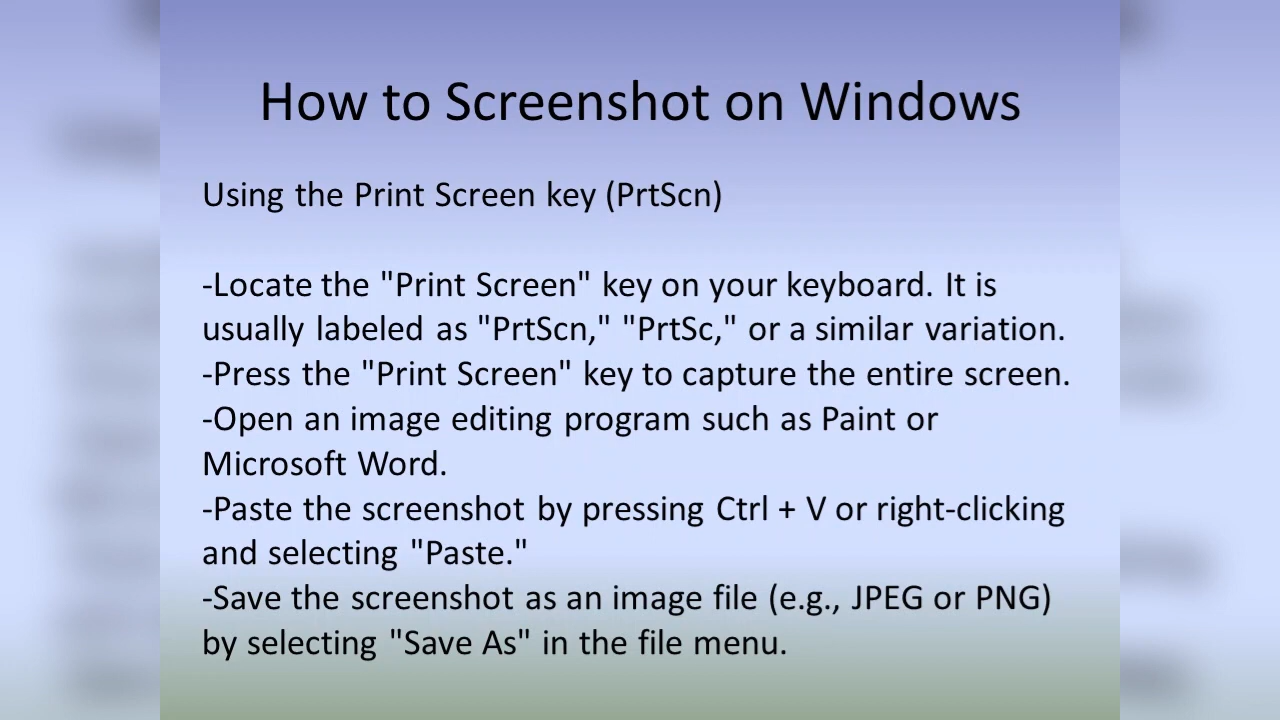 How to Screenshot on Windows
Using the Print Screen key (PrtScn)
-Locate the "Print Screen" key on your keyboard. It is
usually labeled as "PrtScn," "PrtSc," or a similar variation.
-Press the "Print Screen" key to capture the entire screen.
-Open an image editing program such as Paint or
Microsoft Word.
-Paste the screenshot by pressing Ctrl + V or right-clicking
and selecting "Paste."
-Save the screenshot as an image file (e.g., JPEG or PNG)
by selecting "Save As" in the file menu.